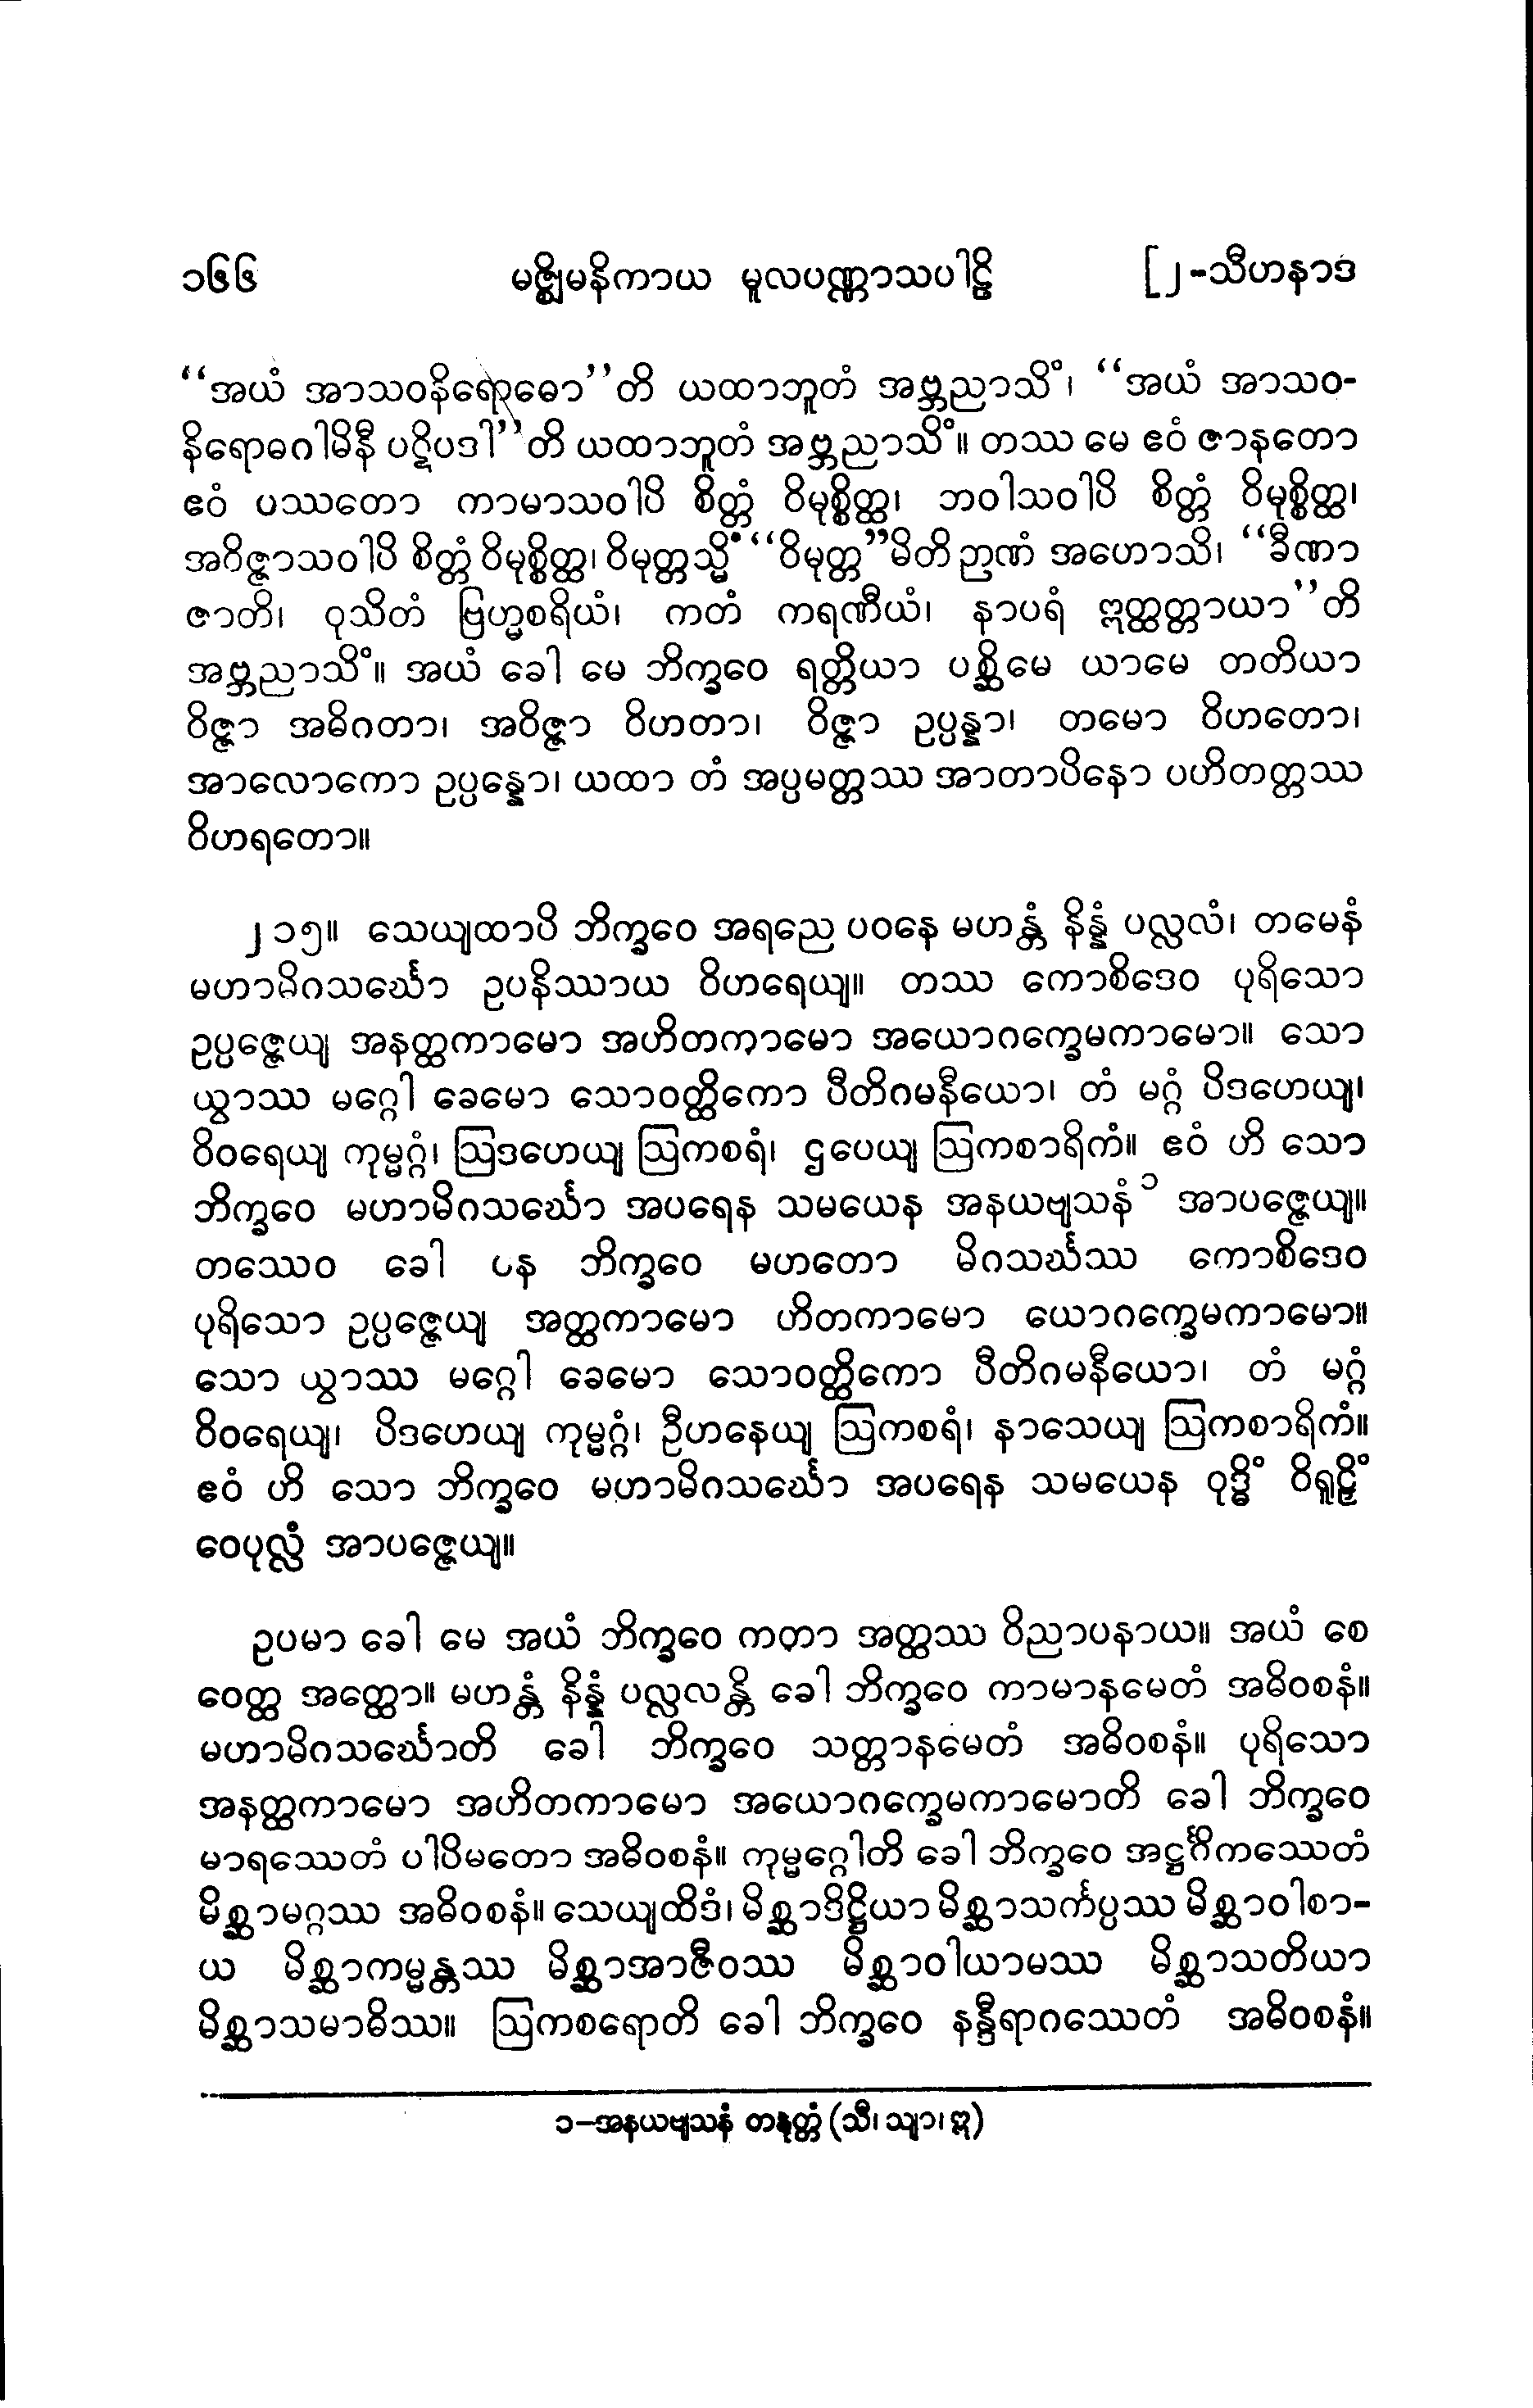 ၁၆၆ မဇ္ဈိမနိကာယ မူလပဏ္ဏာသပါဠိ [၂-သီဟနာဒ
“အယံ အာသဝနိရောဓော”တိ ယထာဘူတံ အဗ္ဘညာသိံ၊ “အယံ အာသဝ-
နိရောဓဂါမိနီ ပဋိပဒါ”တိ ယထာဘူတံ အဗ္ဘညာသိံ။ တဿ မေ ဧဝံ ဇာနတော
ဧဝံ ပဿတော ကာမာသဝါပိ စိတ္တံ ဝိမုစ္စိတ္ထ၊ ဘဝါသဝါပိ စိတ္တံ ဝိမုစ္စိတ္ထ၊
အဝိဇ္ဇာသဝါပိ စိတ္တံ ဝိမုစ္စိတ္ထ၊ ဝိမုတ္တသ္မိံ “ဝိမုတ္တ”မိတိ ဉာဏံ အဟောသိ၊ “ခီဏာ
ဇာတိ၊ ဝုသိတံ ဗြဟ္မစရိယံ၊ ကတံ ကရဏီယံ၊ နာပရံ ဣတ္ထတ္တာယာ”တိ
အဗ္ဘညာသိံ။ အယံ ခေါ မေ ဘိက္ခဝေ ရတ္တိယာ ပစ္ဆိမေ ယာမေ တတိယာ
ဝိဇ္ဇာ အဓိဂတာ၊ အဝိဇ္ဇာ ဝိဟတာ၊ ဝိဇ္ဇာ ဥပ္ပန္နာ၊ တမော ဝိဟတော၊
အာလောကော ဥပ္ပန္နော၊ ယထာ တံ အပ္ပမတ္တဿ အာတာပိနော ပဟိတတ္တဿ
ဝိဟရတော။
၂၁၅။ သေယျထာပိ ဘိက္ခဝေ အရညေ ပဝနေ မဟန္တံ နိန္နံ ပလ္လလံ၊ တမေနံ
မဟာမိဂသင်္ဃော ဥပနိဿာယ ဝိဟရေယျ။ တဿ ကောစိဒေဝ ပုရိသော
ဥပ္ပဇ္ဇေယျ အနတ္ထကာမော အဟိတကာမော အယောဂက္ခေမကာမော။ သော
ယွာဿ မဂ္ဂေါ ခေမော သောဝတ္ထိကော ပီတိဂမနီယော၊ တံ မဂ္ဂံ ပိဒဟေယျ၊
ဝိဝရေယျ ကုမ္မဂ္ဂံ၊ ဩဒဟေယျ ဩကစရံ၊ ဌပေယျ ဩကစာရိကံ။ ဧဝံ ဟိ သော
ဘိက္ခဝေ မဟာမိဂသင်္ဃော အပရေန သမယေန အနယဗျသနံ ၁ အာပဇ္ဇေယျ။
တဿေဝ ခေါ ပန ဘိက္ခဝေ မဟတော မိဂသင်္ဃဿ ကောစိဒေဝ
ပုရိသော ဥပ္ပဇ္ဇေယျ အတ္ထကာမော ဟိတကာမော ယောဂက္ခေမကာမော။
သော ယွာဿ မဂ္ဂေါ ခေမော သောဝတ္ထိကော ပီတိဂမနီယော၊ တံ မဂ္ဂံ
ဝိဝရေယျ၊ ပိဒဟေယျ ကုမ္မဂ္ဂံ၊ ဦဟနေယျ ဩကစရံ၊ နာသေယျ ဩကစာရိကံ။
ဧဝံ ဟိ သော ဘိက္ခဝေ မဟာမိဂသင်္ဃော အပရေန သမယေန ဝုဒ္ဓိံ ဝိရူဠှိံ
ဝေပုလ္လံ အာပဇ္ဇေယျ။
ဥပမာ ခေါ မေ အယံ ဘိက္ခဝေ ကတာ အတ္ထဿ ဝိညာပနာယ။ အယံ စေ
ဝေတ္ထ အတ္ထော။ မဟန္တံ နိန္နံ ပလ္လလန္တိ ခေါ ဘိက္ခဝေ ကာမာနမေတံ အဓိဝစနံ။
မဟာမိဂသင်္ဃောတိ ခေါ ဘိက္ခဝေ သတ္တာနမေတံ အဓိဝစနံ။ ပုရိသော
အနတ္ထကာမော အဟိတကာမော အယောဂက္ခေမကာမောတိ ခေါ ဘိက္ခဝေ
မာရဿေတံ ပါပိမတော အဓိဝစနံ။ ကုမ္မဂ္ဂေါတိ ခေါ ဘိက္ခဝေ အဋ္ဌင်္ဂိကဿေတံ
မိစ္ဆာမဂ္ဂဿ အဓိဝစနံ။ သေယျထိဒံ၊ မိစ္ဆာဒိဋ္ဌိယာ မိစ္ဆာသင်္ကပ္ပဿ မိစ္ဆာဝါစာ-
ယ မိစ္ဆာကမ္မန္တဿ မိစ္ဆာအာဇီဝဿ မိစ္ဆာဝါယာမဿ မိစ္ဆာသတိယာ
မိစ္ဆာသမာဓိဿ။ ဩကစရောတိ ခေါ ဘိက္ခဝေ နန္ဒီရာဂဿေတံ အဓိဝစနံ။
၁-အနယဗျသနံ တနုတ္တံ (သီ၊ သျာ၊ ဣ)